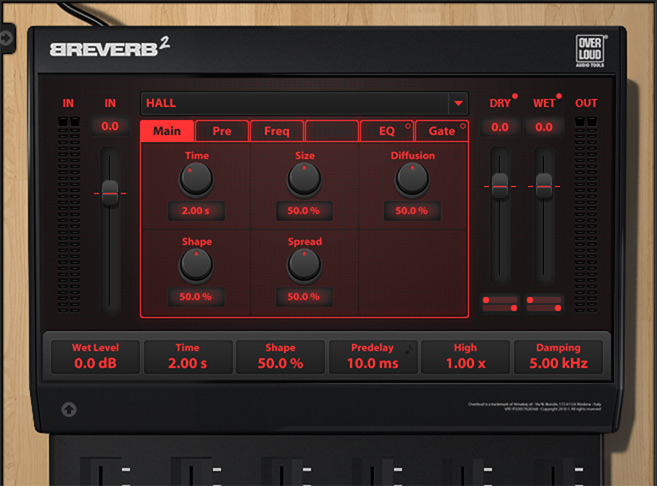 BREVERB 2
OVER
LOUD
AUDIO TOOLS
IN IN HALL DRY WET OUT
0.0 0.0 0.0
Main Pre Freq EQ Gate
Time Size Diffusion
2.00 s 50.0 % 50.0 %
Shape Spread
50.0 % 50.0 %
Wet Level Time Shape Predelay High Damping
0.0 dB 2.00 s 50.0 % 10.0 ms 1.00 x 5.00 kHz